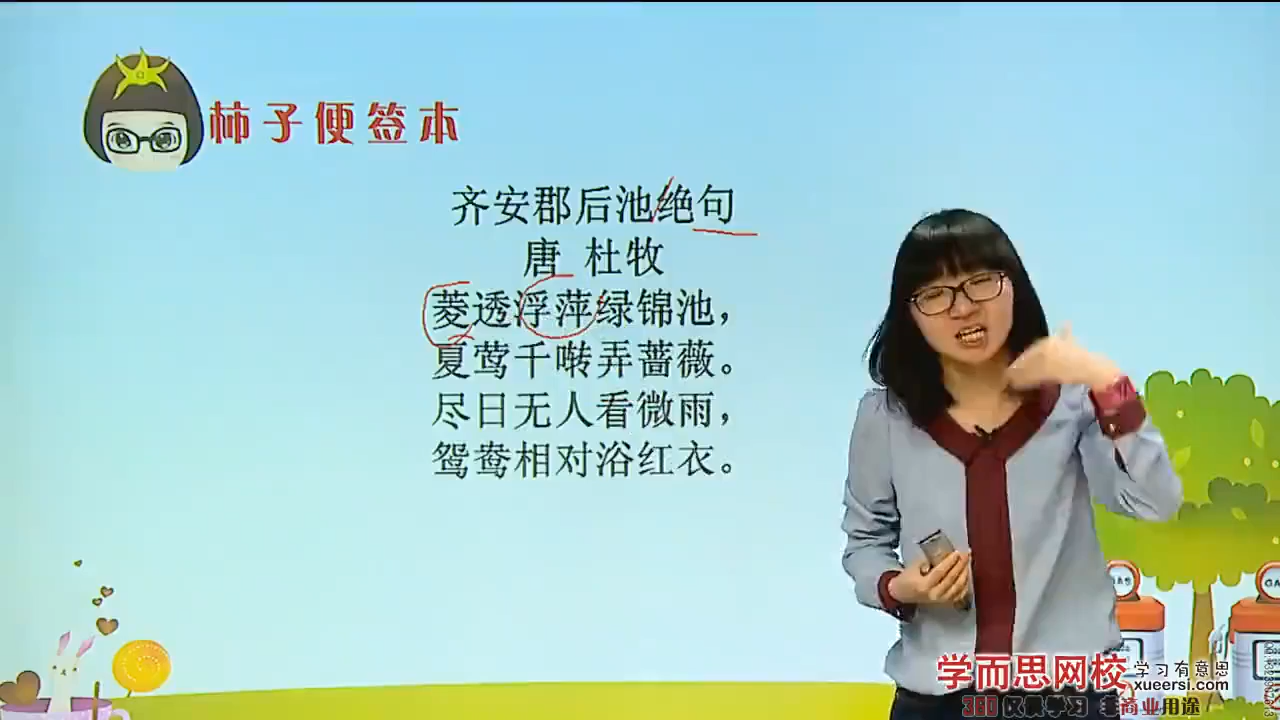 柿子便签本
齐安郡后池绝句
唐 杜牧
菱透浮萍绿锦池，
夏莺千啭弄蔷薇。
尽日无人看微雨，
鸳鸯相对浴红衣。
学而思网校
学习有意思
xueersi.com